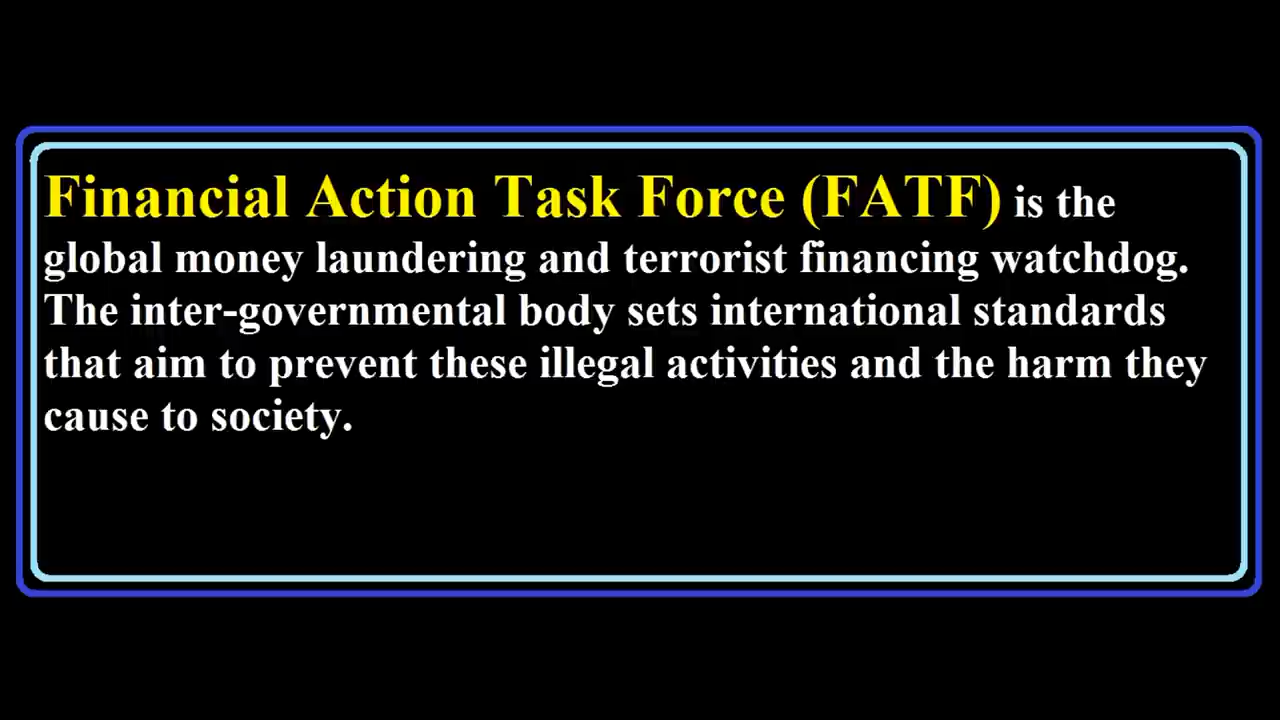 Financial Action Task Force (FATF) is the
global money laundering and terrorist financing watchdog.
The inter-governmental body sets international standards
that aim to prevent these illegal activities and the harm they
cause to society.